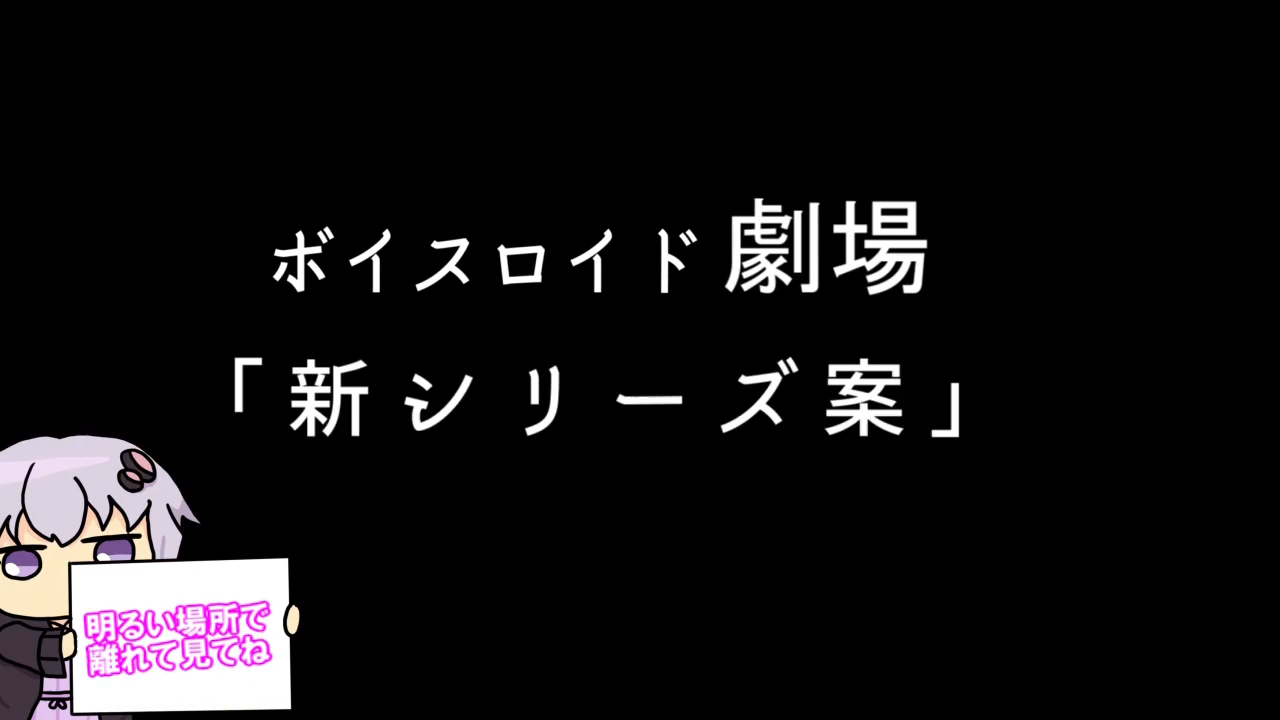 ボイスロイド劇場
「新シリーズ案」
明るい場所で
離れて見てね